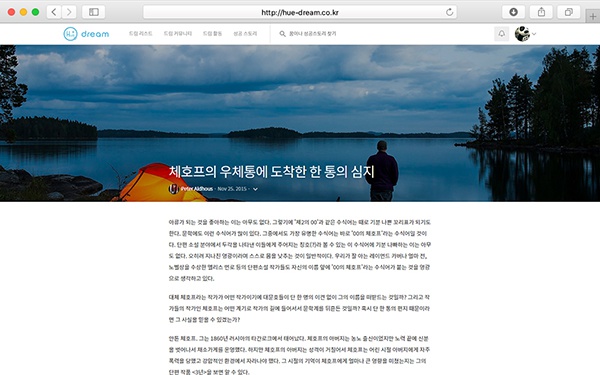 http://hue-dream.co.kr
dream
드림 리스트 드림 커뮤니티 드림 활동 성공 스토리 꿈이나 성공스토리 찾기
체호프의 우체통에 도착한 한 통의 심지
Peter Aldhous · Nov 25, 2015 ·
아류가 되는 것을 좋아하는 이는 아무도 없다. 그렇기에 '제2의 00'과 같은 수식어는 때로 기분 나쁜 꼬리표가 되기도
한다. 문학에도 이런 수식어가 많이 있다. 그중에서도 가장 유명한 수식어는 바로 '00의 체호프'라는 수식어일 것이
다. 단편 소설 분야에서 두각을 나타낸 이들에게 주어지는 칭호(?)라 볼 수 있는 이 수식어에 기분 나빠하는 이는 아무
도 없다. 오히려 지나친 영광이라며 스스로 몸을 낮추는 것이 일반적이다. 우리가 잘 아는 레이먼드 카버나 얼마 전,
노벨상을 수상한 앨리스 먼로 등의 단편소설 작가들도 자신의 이름 앞에 '00의 체호프'라는 수식어가 붙는 것을 영광
으로 생각하고 있다.
대체 체호프라는 작가가 어떤 작가이기에 대문호들이 단 한 명의 이견 없이 그의 이름을 떠받드는 것일까? 그리고 작
가들의 작가인 체호프는 어떤 계기로 작가의 길에 들어서서 문학계를 뒤흔든 것일까? 혹시 단 한 통의 편지 때문이라
면 그 사실을 믿을 수 있겠는가?
안톤 체호프. 그는 1860년 러시아의 타간로크에서 태어났다. 체호프의 아버지는 농노 출신이었지만 노력 끝에 신분
을 벗어나서 잡화가게를 운영했다. 하지만 체호프의 아버지는 성격이 거칠어서 체호프는 어린 시절 아버지에게 자주
폭력을 당했고 강압적인 환경에서 자라나야 했다. 그 시절의 기억이 체호프에게 얼마나 큰 영향을 미쳤는지는 그의
단편 작품 <3년>을 보면 알 수 있다.